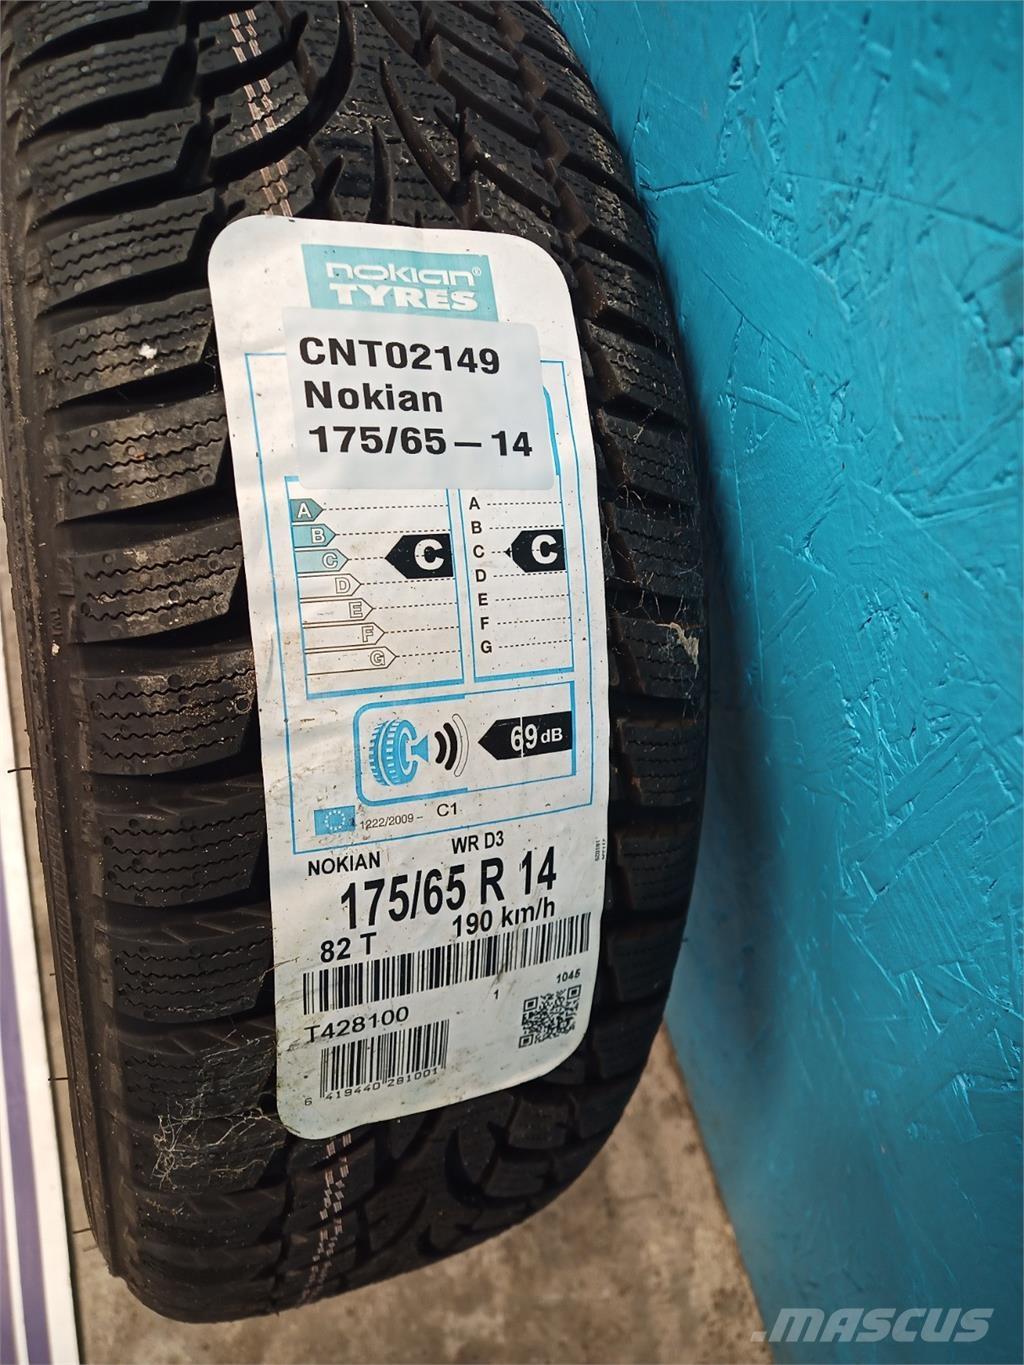 nokian®
TYRES
CNT02149
Nokian
175/65 – 14
A
B
C
D
E
F
G
C
A
B
C
D
E
F
G
C
69 dB
1222/2009 – C1
NOKIAN WR D3
175/65 R 14
82 T 190 km/h
1 1045
T428100
6 419440 281001
.MASCUS